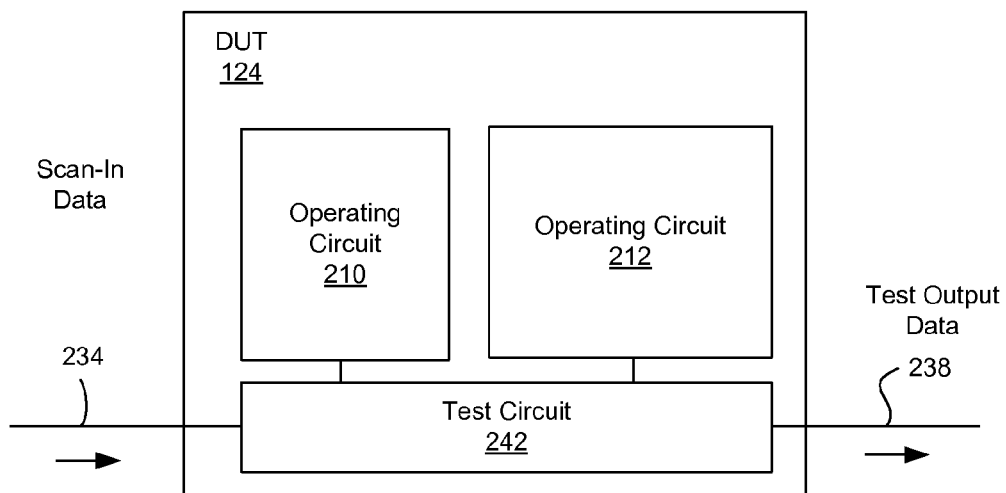 DUT
124
Scan-In
Data
Operating
Circuit
210
Operating Circuit
212
Test Output
Data
234
238
Test Circuit
242